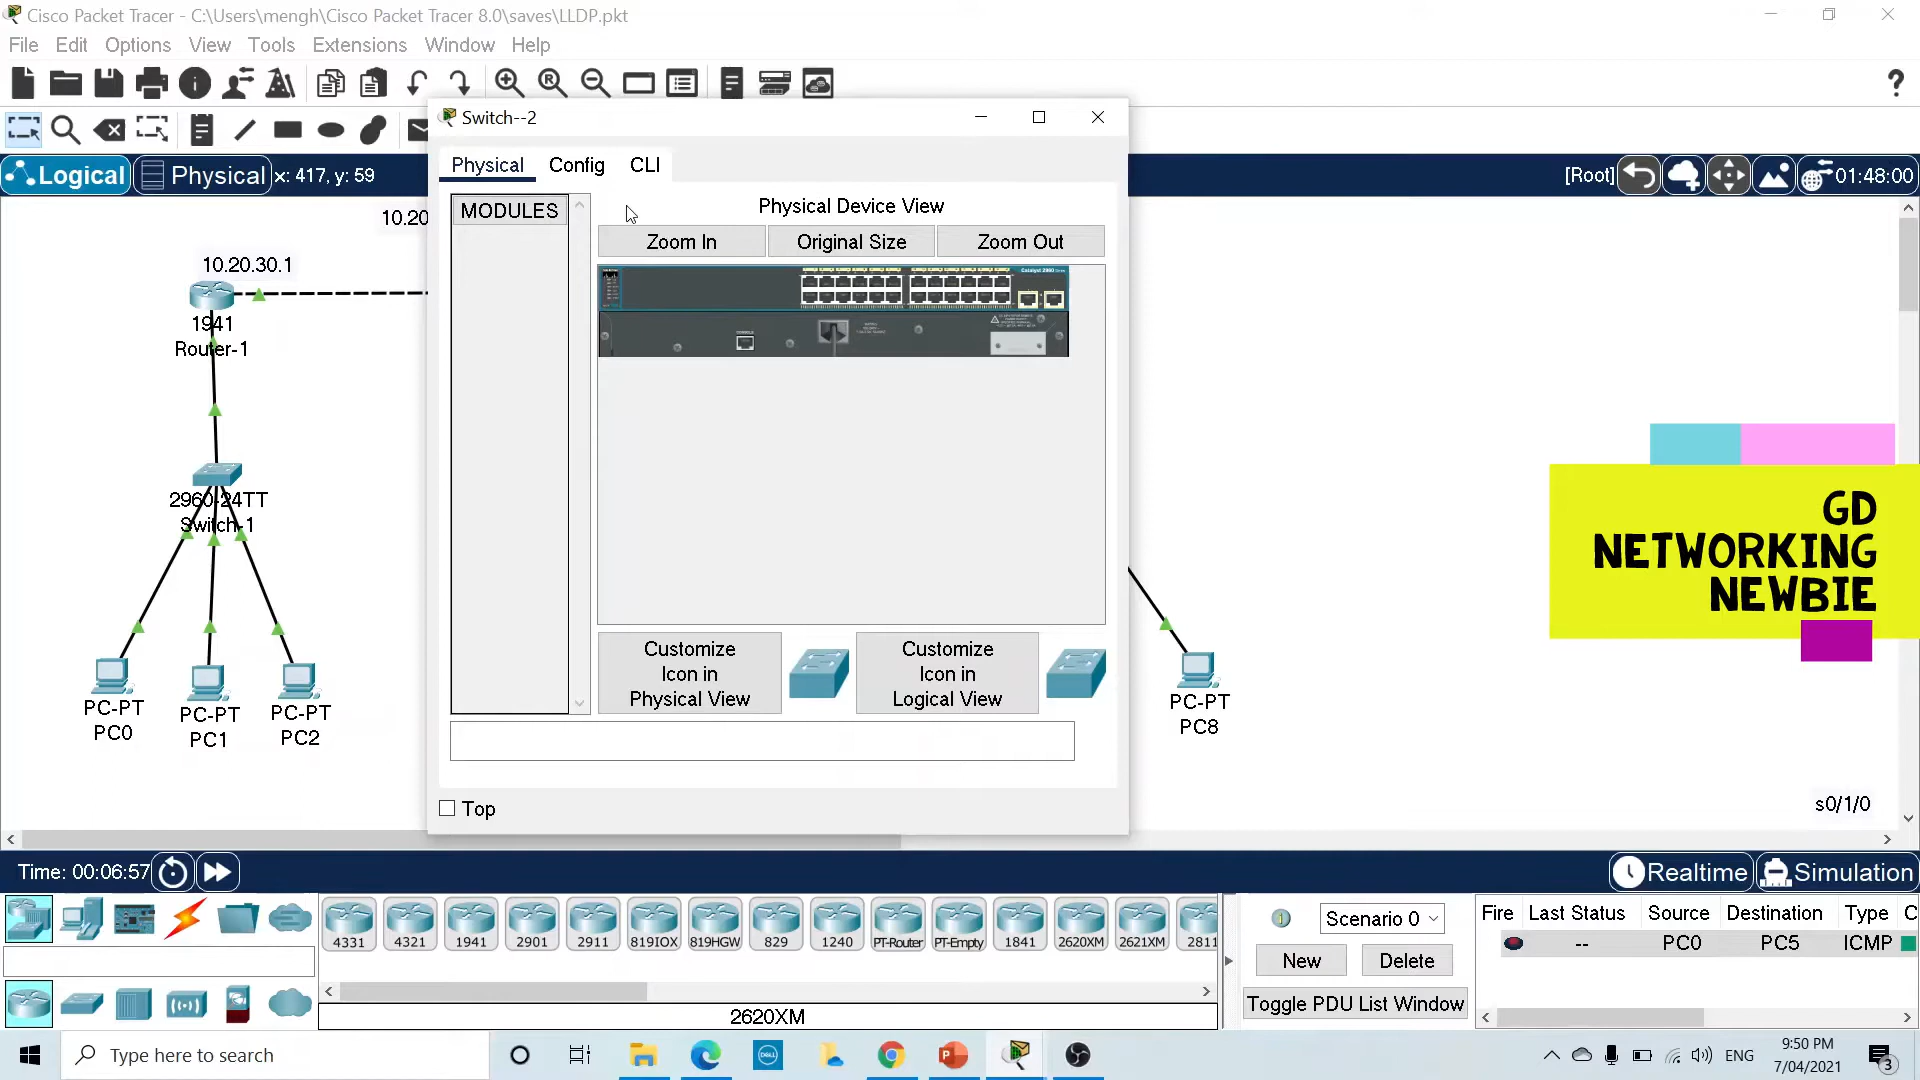 Cisco Packet Tracer - C:\Users\mengh\Cisco Packet Tracer 8.0\saves\LLDP.pkt
File Edit Options View Tools Extensions Window Help
Switch--2
Physical Config CLI
Logical Physical x: 417, y: 59
[Root] 01:48:00
MODULES
Physical Device View
Zoom In Original Size Zoom Out
Catalyst 2960 Series
10.20
10.20.30.1
1941
Router-1
2960-24TT
Switch-1
PC-PT
PC0
PC-PT
PC1
PC-PT
PC2
Customize
Icon in
Physical View
Customize
Icon in
Logical View
Top
PC-PT
PC8
s0/1/0
GD
NETWORKING
NEWBIE
Time: 00:06:57
Realtime Simulation
4331 4321 1941 2901 2911 819IOX 819HGW 829 1240 PT-Router PT-Empty 1841 2620XM 2621XM 2811
2620XM
Scenario 0
New Delete
Toggle PDU List Window
Fire Last Status Source Destination Type C
-- PC0 PC5 ICMP
Type here to search
DELL
ENG
9:50 PM
7/04/2021
3